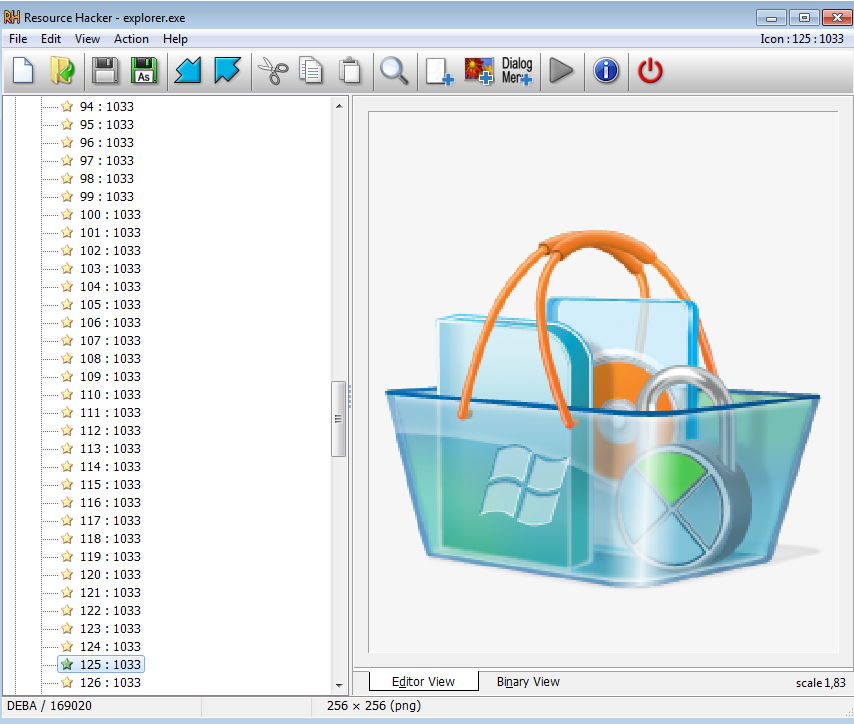 RH Resource Hacker - explorer.exe
File Edit View Action Help Icon : 125 : 1033
As Dialog Menu
94 : 1033
95 : 1033
96 : 1033
97 : 1033
98 : 1033
99 : 1033
100 : 1033
101 : 1033
102 : 1033
103 : 1033
104 : 1033
105 : 1033
106 : 1033
107 : 1033
108 : 1033
109 : 1033
110 : 1033
111 : 1033
112 : 1033
113 : 1033
114 : 1033
115 : 1033
116 : 1033
117 : 1033
118 : 1033
119 : 1033
120 : 1033
121 : 1033
122 : 1033
123 : 1033
124 : 1033
125 : 1033
126 : 1033
Editor View Binary View scale 1,83
DEBA / 169020 256 × 256 (png)